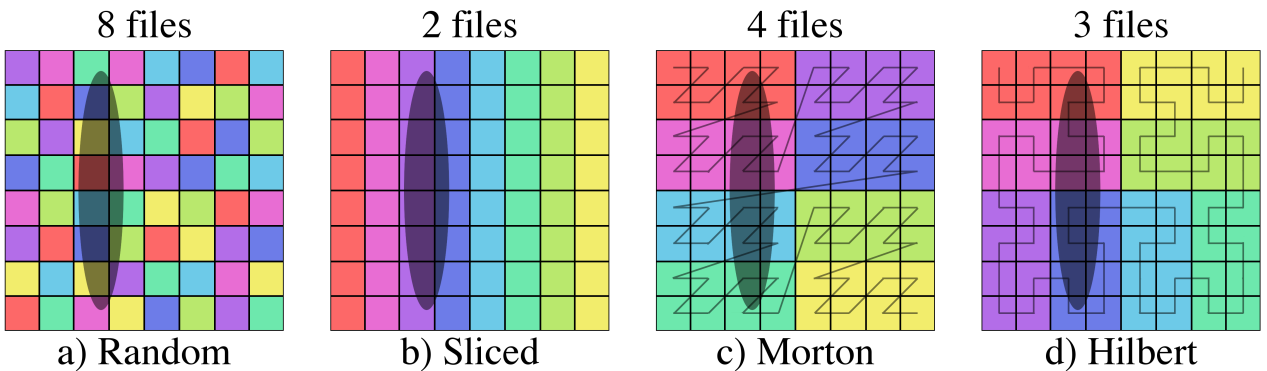 8 files
2 files
4 files
3 files
a) Random
b) Sliced
c) Morton
d) Hilbert